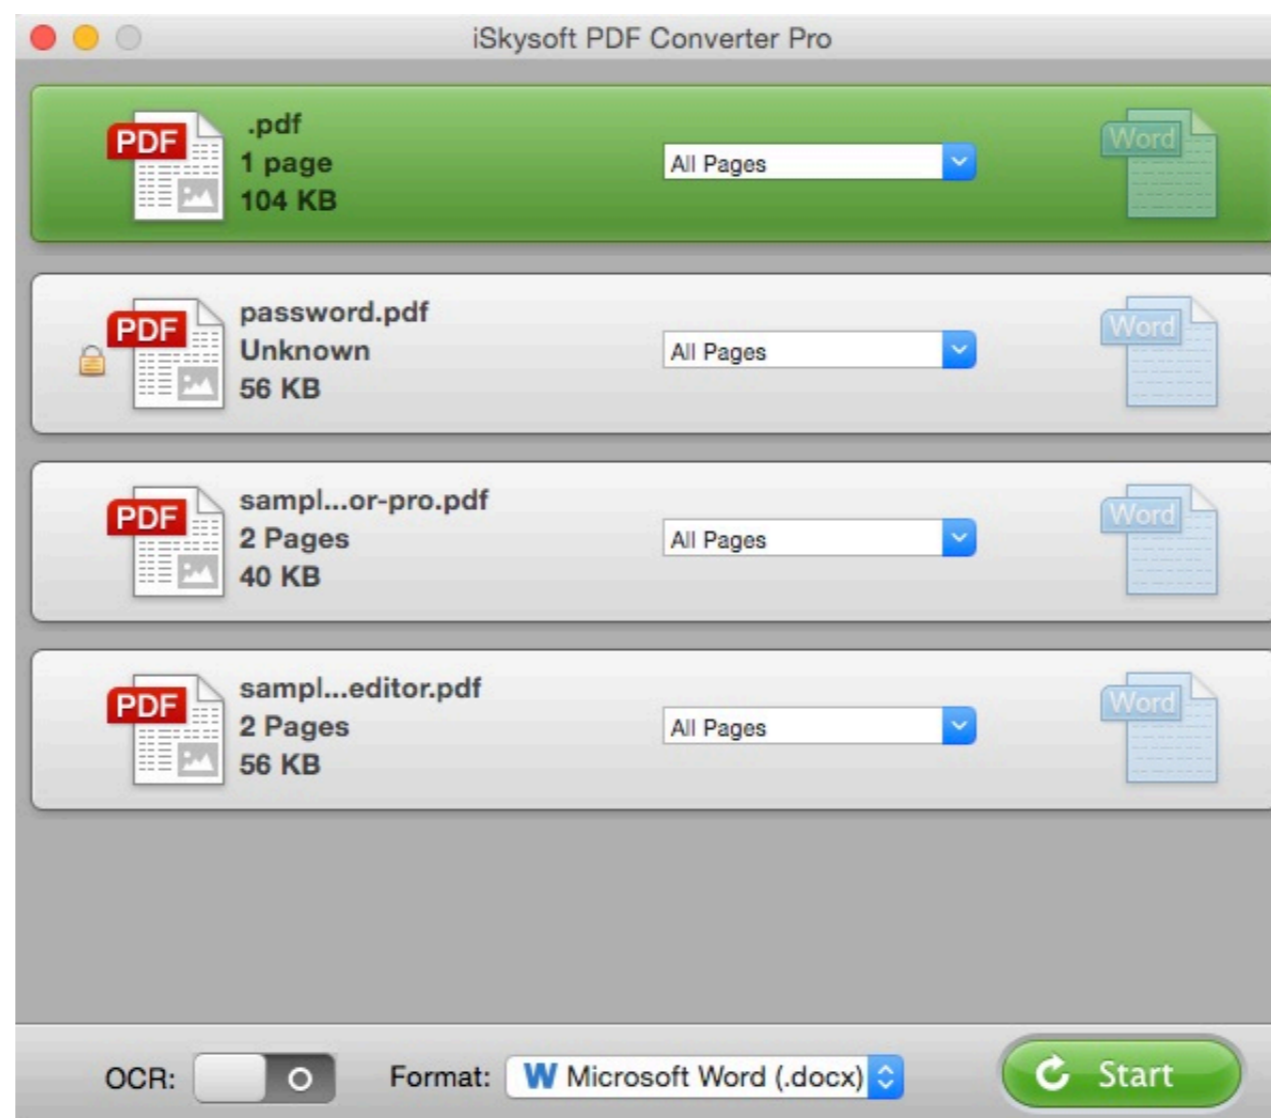 iSkysoft PDF Converter Pro
PDF
.pdf
1 page
104 KB
All Pages
Word
PDF
password.pdf
Unknown
56 KB
All Pages
Word
PDF
sampl...or-pro.pdf
2 Pages
40 KB
All Pages
Word
PDF
sampl...editor.pdf
2 Pages
56 KB
All Pages
Word
OCR:
Format:
W Microsoft Word (.docx)
Start